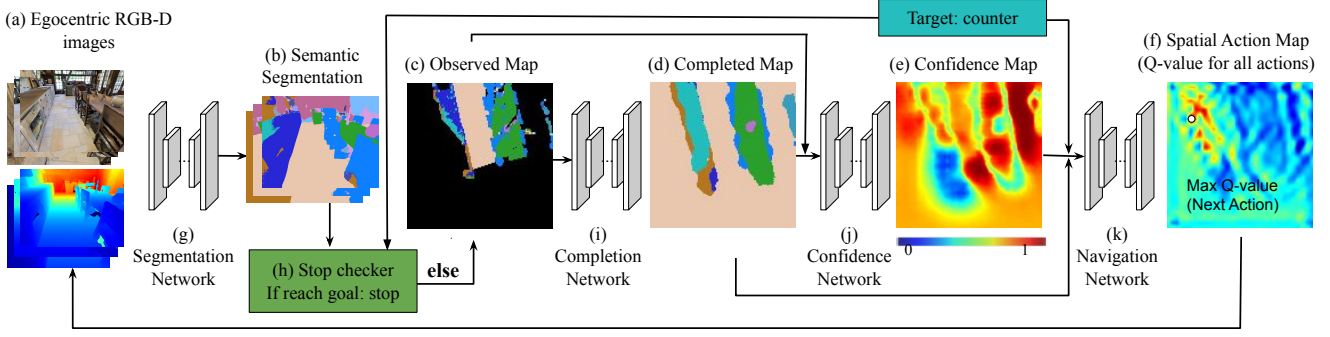 (a) Egocentric RGB-D
images
Target: counter
(b) Semantic
Segmentation
(c) Observed Map
(d) Completed Map
(e) Confidence Map
(f) Spatial Action Map
(Q-value for all actions)
Max Q-value
(Next Action)
0
1
(g)
Segmentation
Network
(h) Stop checker
If reach goal: stop
else
(i)
Completion
Network
(j)
Confidence
Network
(k)
Navigation
Network